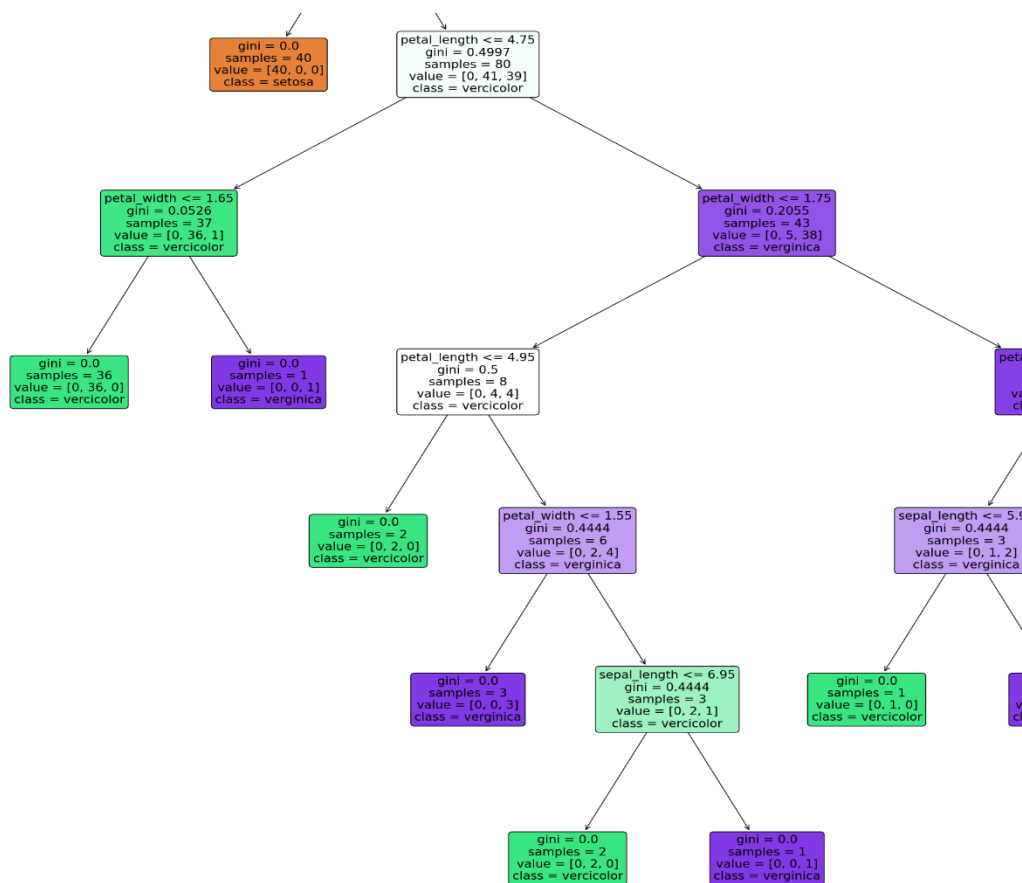 gini = 0.0
samples = 40
value = [40, 0, 0]
class = setosa
petal_length <= 4.75
gini = 0.4997
samples = 80
value = [0, 41, 39]
class = vercicolor
petal_width <= 1.65
gini = 0.0526
samples = 37
value = [0, 36, 1]
class = vercicolor
petal_width <= 1.75
gini = 0.2055
samples = 43
value = [0, 5, 38]
class = verginica
gini = 0.0
samples = 36
value = [0, 36, 0]
class = vercicolor
gini = 0.0
samples = 1
value = [0, 0, 1]
class = verginica
petal_length <= 4.95
gini = 0.5
samples = 8
value = [0, 4, 4]
class = vercicolor
gini = 0.0
samples = 2
value = [0, 2, 0]
class = vercicolor
petal_width <= 1.55
gini = 0.4444
samples = 6
value = [0, 2, 4]
class = verginica
sepal_length <= 5.9
gini = 0.4444
samples = 3
value = [0, 1, 2]
class = verginica
gini = 0.0
samples = 3
value = [0, 0, 3]
class = verginica
sepal_length <= 6.95
gini = 0.4444
samples = 3
value = [0, 2, 1]
class = vercicolor
gini = 0.0
samples = 1
value = [0, 1, 0]
class = vercicolor
gini = 0.0
samples = 2
value = [0, 2, 0]
class = vercicolor
gini = 0.0
samples = 1
value = [0, 0, 1]
class = verginica